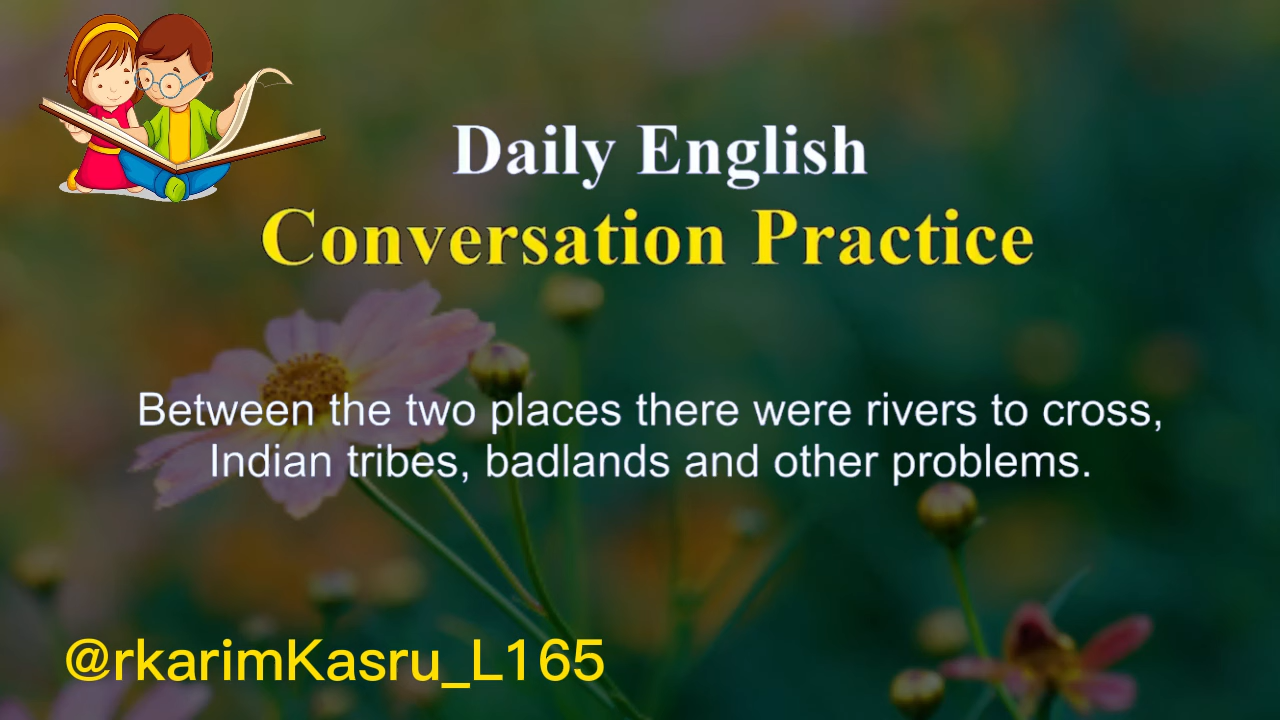 Daily English
Conversation Practice
Between the two places there were rivers to cross,
Indian tribes, badlands and other problems.
@rkarimKasru_L165